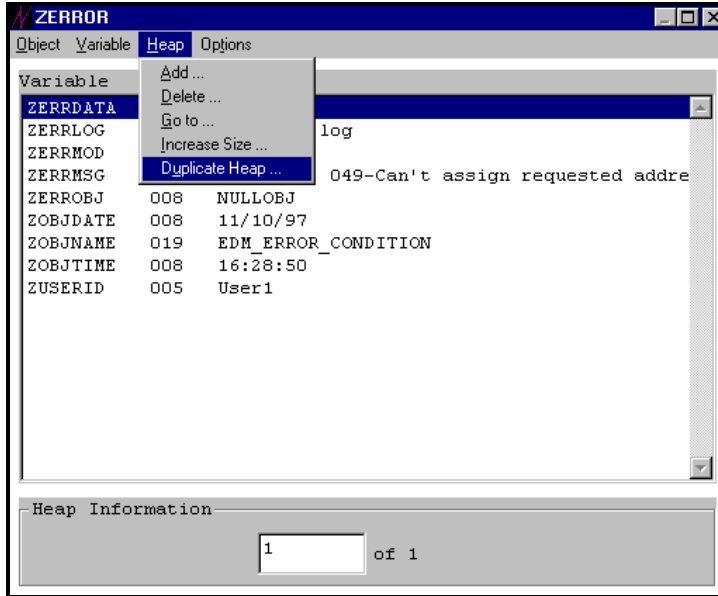 ZERROR
Object Variable Heap Options
Add ...
Delete ...
Go to ...
Increase Size ...
Duplicate Heap ...
Variable
ZERRDATA
ZERRLOG log
ZERRMOD
ZERRMSG 049-Can't assign requested addre
ZERROBJ 008 NULLOBJ
ZOBJDATE 008 11/10/97
ZOBJNAME 019 EDM_ERROR_CONDITION
ZOBJTIME 008 16:28:50
ZUSERID 005 User1
Heap Information
1 of 1